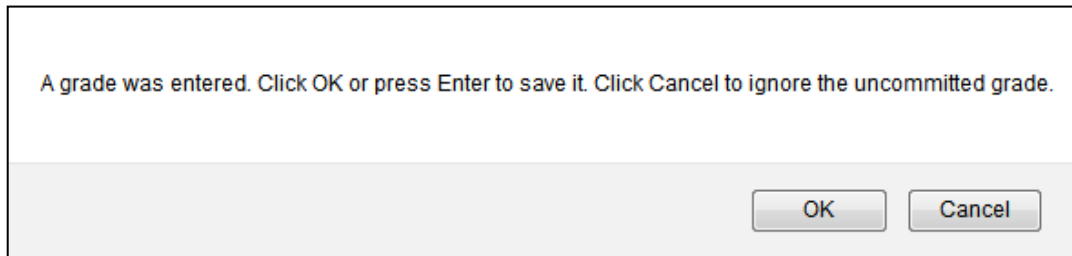 A grade was entered. Click OK or press Enter to save it. Click Cancel to ignore the uncommitted grade.
OK
Cancel